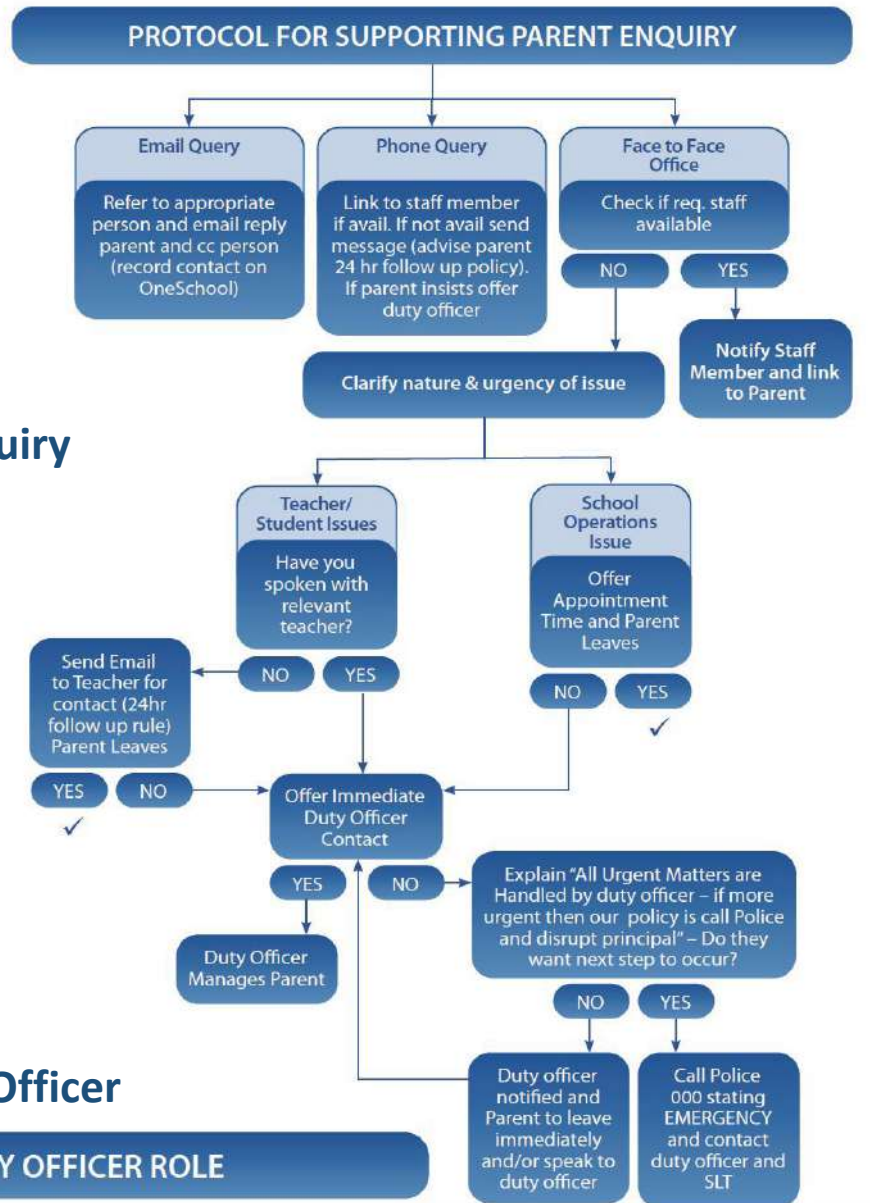 PROTOCOL FOR SUPPORTING PARENT ENQUIRY
Email Query
Refer to appropriate
person and email reply
parent and cc person
(record contact on
OneSchool)
Phone Query
Link to staff member
if avail. If not avail send
message (advise parent
24 hr follow up policy).
If parent insists offer
duty officer
Face to Face
Office
Check if req. staff
available
NO
YES
Notify Staff
Member and link
to Parent
Clarify nature & urgency of issue
Teacher/
Student Issues
Have you
spoken with
relevant
teacher?
NO
YES
School
Operations
Issue
Offer
Appointment
Time and Parent
Leaves
NO
YES
✓
Send Email
to Teacher for
contact (24hr
follow up rule)
Parent Leaves
YES
NO
✓
Offer Immediate
Duty Officer
Contact
YES
NO
Duty Officer
Manages Parent
Explain "All Urgent Matters are
Handled by duty officer – if more
urgent then our policy is call Police
and disrupt principal" – Do they
want next step to occur?
NO
YES
Duty officer
notified and
Parent to leave
immediately
and/or speak to
duty officer
Call Police
000 stating
EMERGENCY
and contact
duty officer and
SLT
Officer
OFFICER ROLE